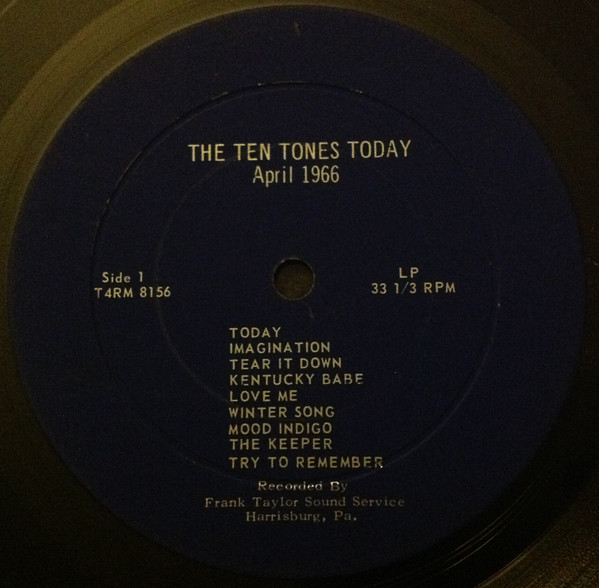 THE TEN TONES TODAY
April 1966
Side 1
T4RM 8156
LP
33 1/3 RPM
TODAY
IMAGINATION
TEAR IT DOWN
KENTUCKY BABE
LOVE ME
WINTER SONG
MOOD INDIGO
THE KEEPER
TRY TO REMEMBER
Recorded By
Frank Taylor Sound Service
Harrisburg, Pa.